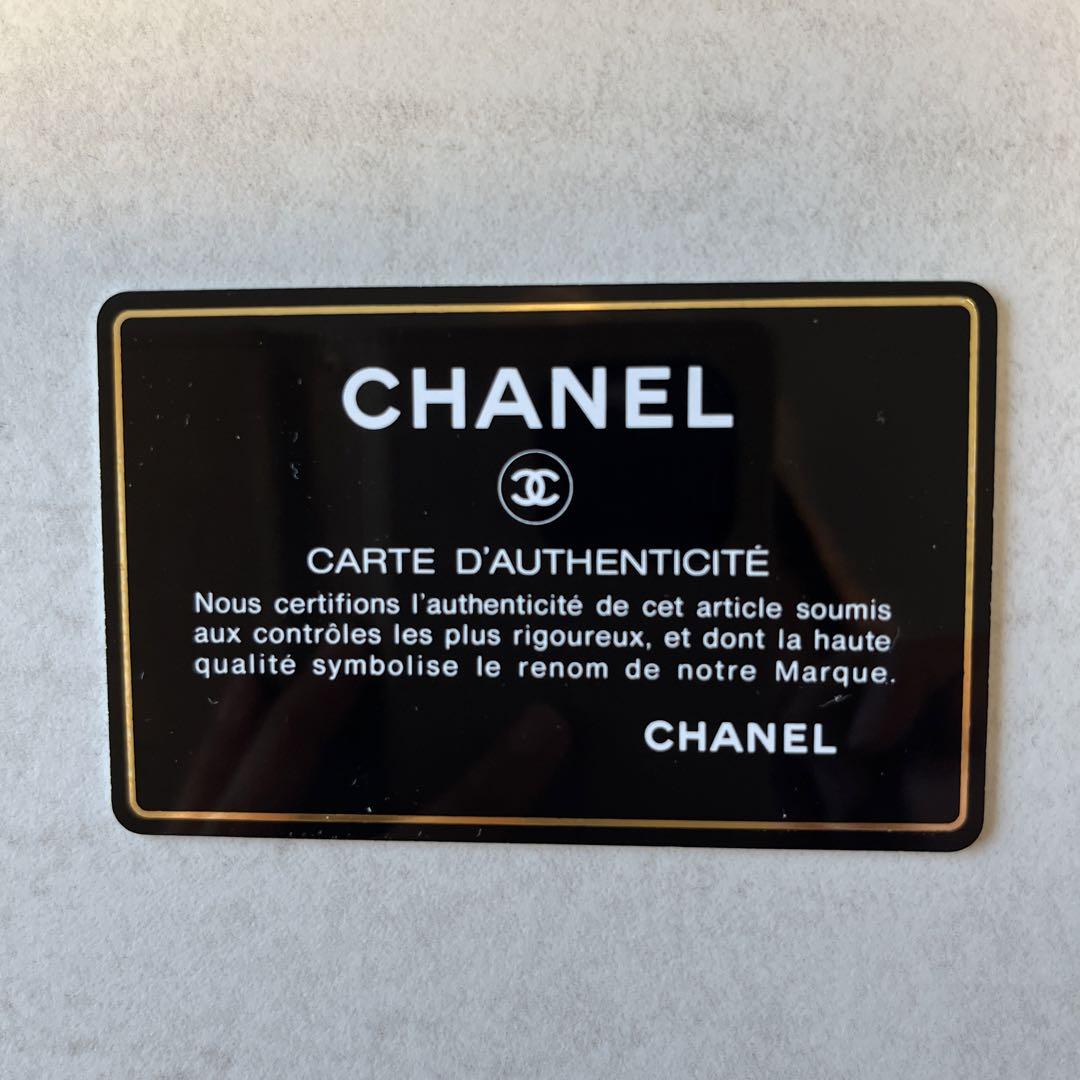 CHANEL
CARTE D'AUTHENTICITÉ
Nous certifions l'authenticité de cet article soumis
aux contrôles les plus rigoureux, et dont la haute
qualité symbolise le renom de notre Marque.
CHANEL